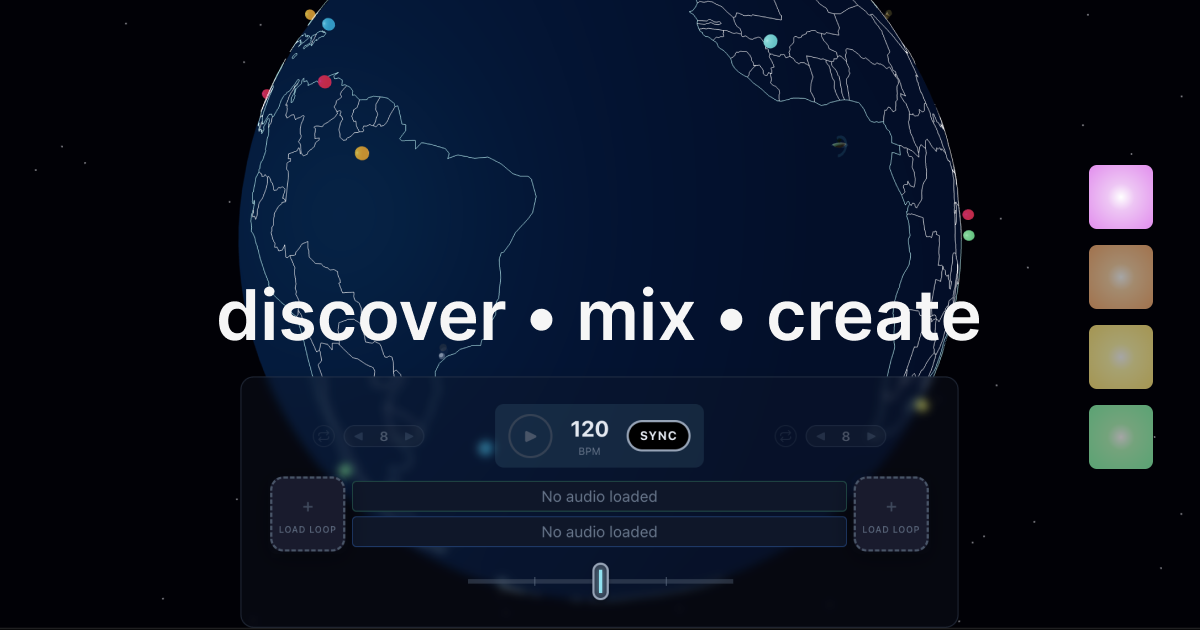 discover • mix • create
8
120
BPM
SYNC
8
+
LOAD LOOP
No audio loaded
No audio loaded
+
LOAD LOOP